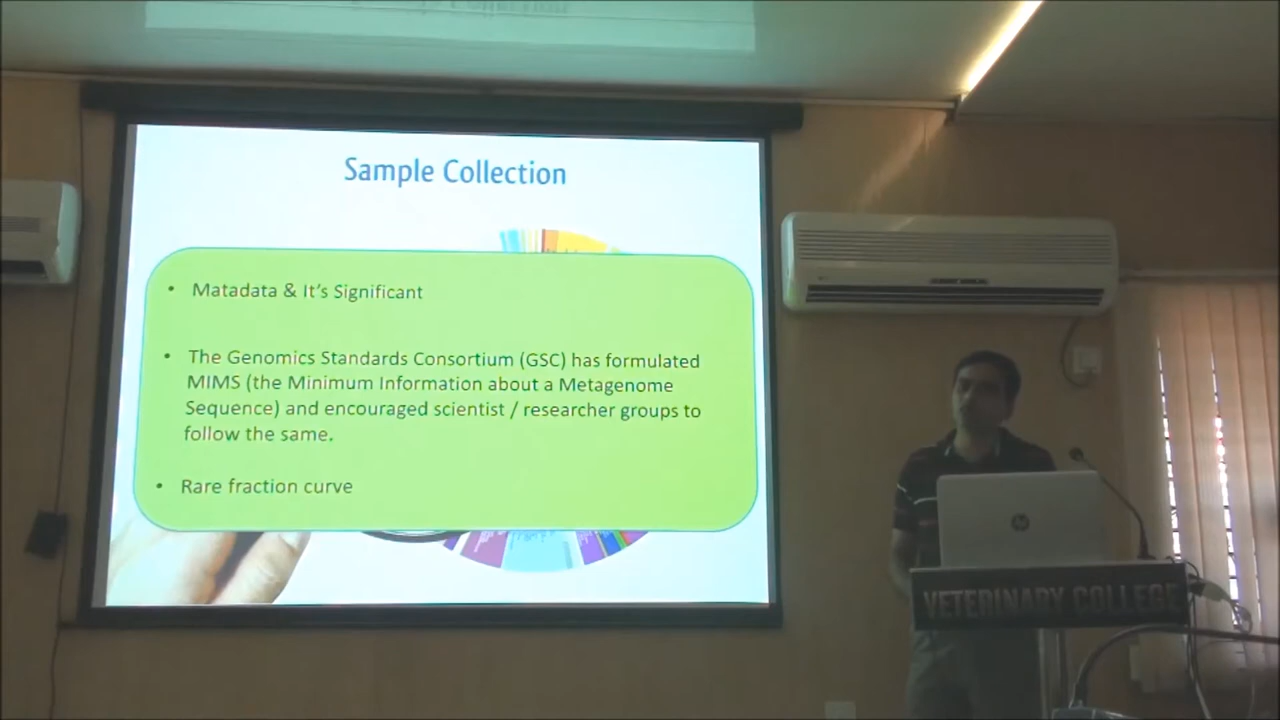 Sample Collection
• Matadata & It's Significant
• The Genomics Standards Consortium (GSC) has formulated
MIMS (the Minimum Information about a Metagenome
Sequence) and encouraged scientist / researcher groups to
follow the same.
• Rare fraction curve
hp
VETERINARY COLLEGE